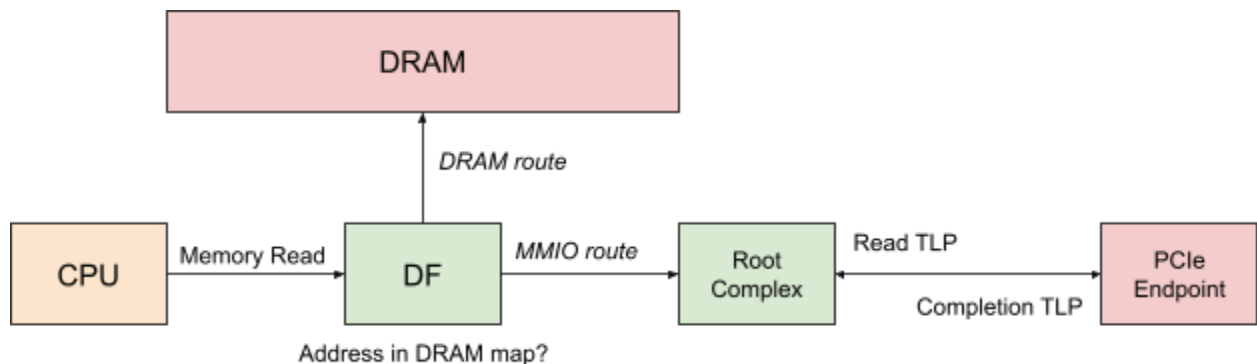 DRAM
DRAM route
CPU
Memory Read
DF
MMIO route
Root
Complex
Read TLP
Completion TLP
PCIe
Endpoint
Address in DRAM map?